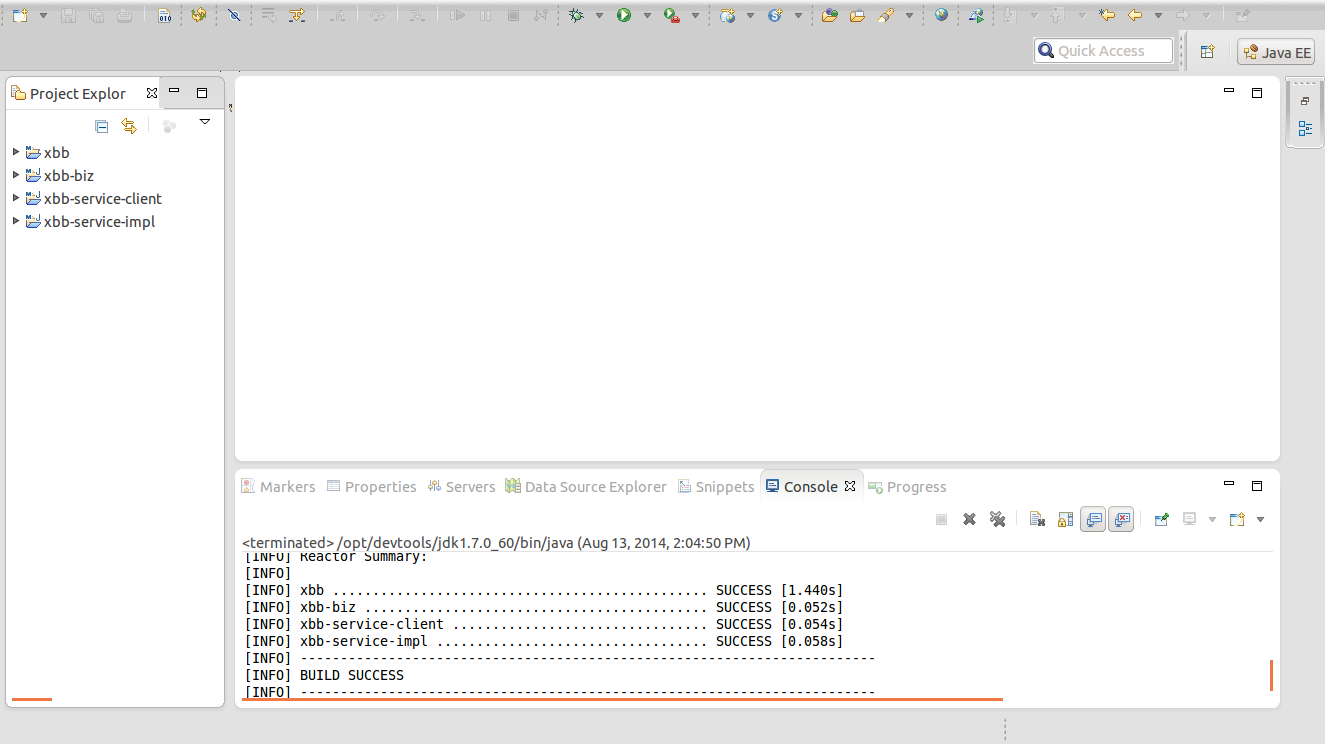 010
Quick Access
Java EE
Project Explor
xbb
xbb-biz
xbb-service-client
xbb-service-impl
Markers Properties Servers Data Source Explorer Snippets Console Progress
<terminated> /opt/devtools/jdk1.7.0_60/bin/java (Aug 13, 2014, 2:04:50 PM)
[INFO] Reactor Summary:
[INFO]
[INFO] xbb ............................................... SUCCESS [1.440s]
[INFO] xbb-biz ........................................... SUCCESS [0.052s]
[INFO] xbb-service-client ................................ SUCCESS [0.054s]
[INFO] xbb-service-impl .................................. SUCCESS [0.058s]
[INFO] ------------------------------------------------------------------------
[INFO] BUILD SUCCESS
[INFO] ------------------------------------------------------------------------